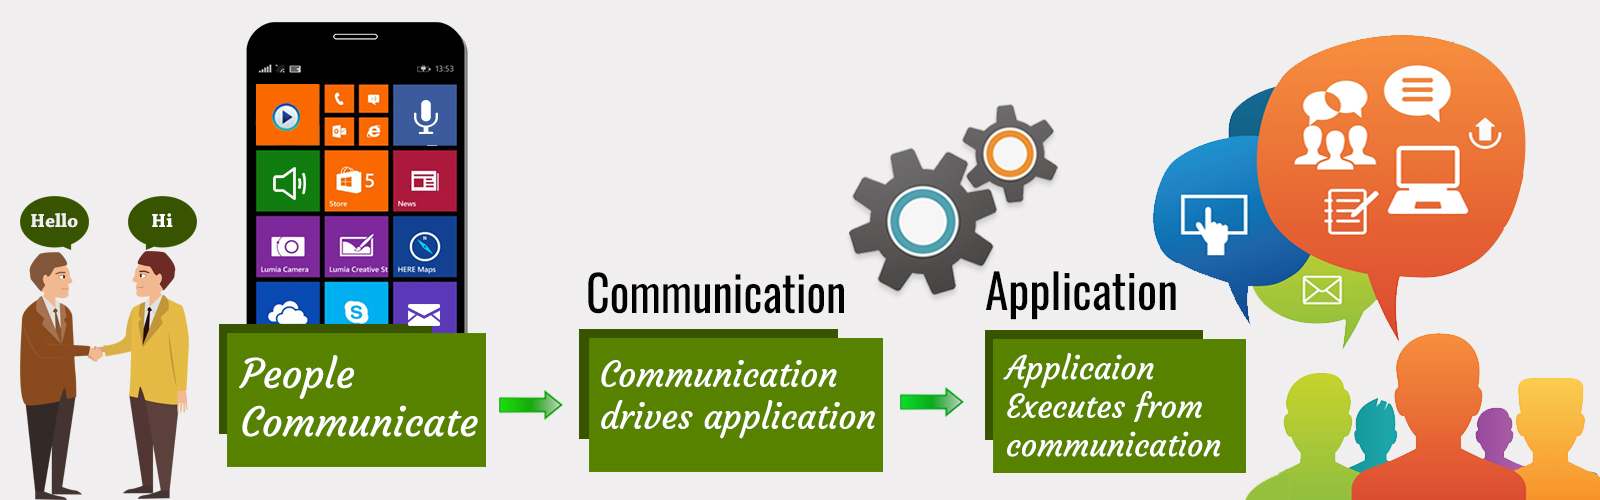 Hello
Hi
13:53
5
Store
News
Lumia Camera
Lumia Creative St
HERE Maps
People
Communicate
Communication
Communication
drives application
Application
Applicaion
Executes from
communication